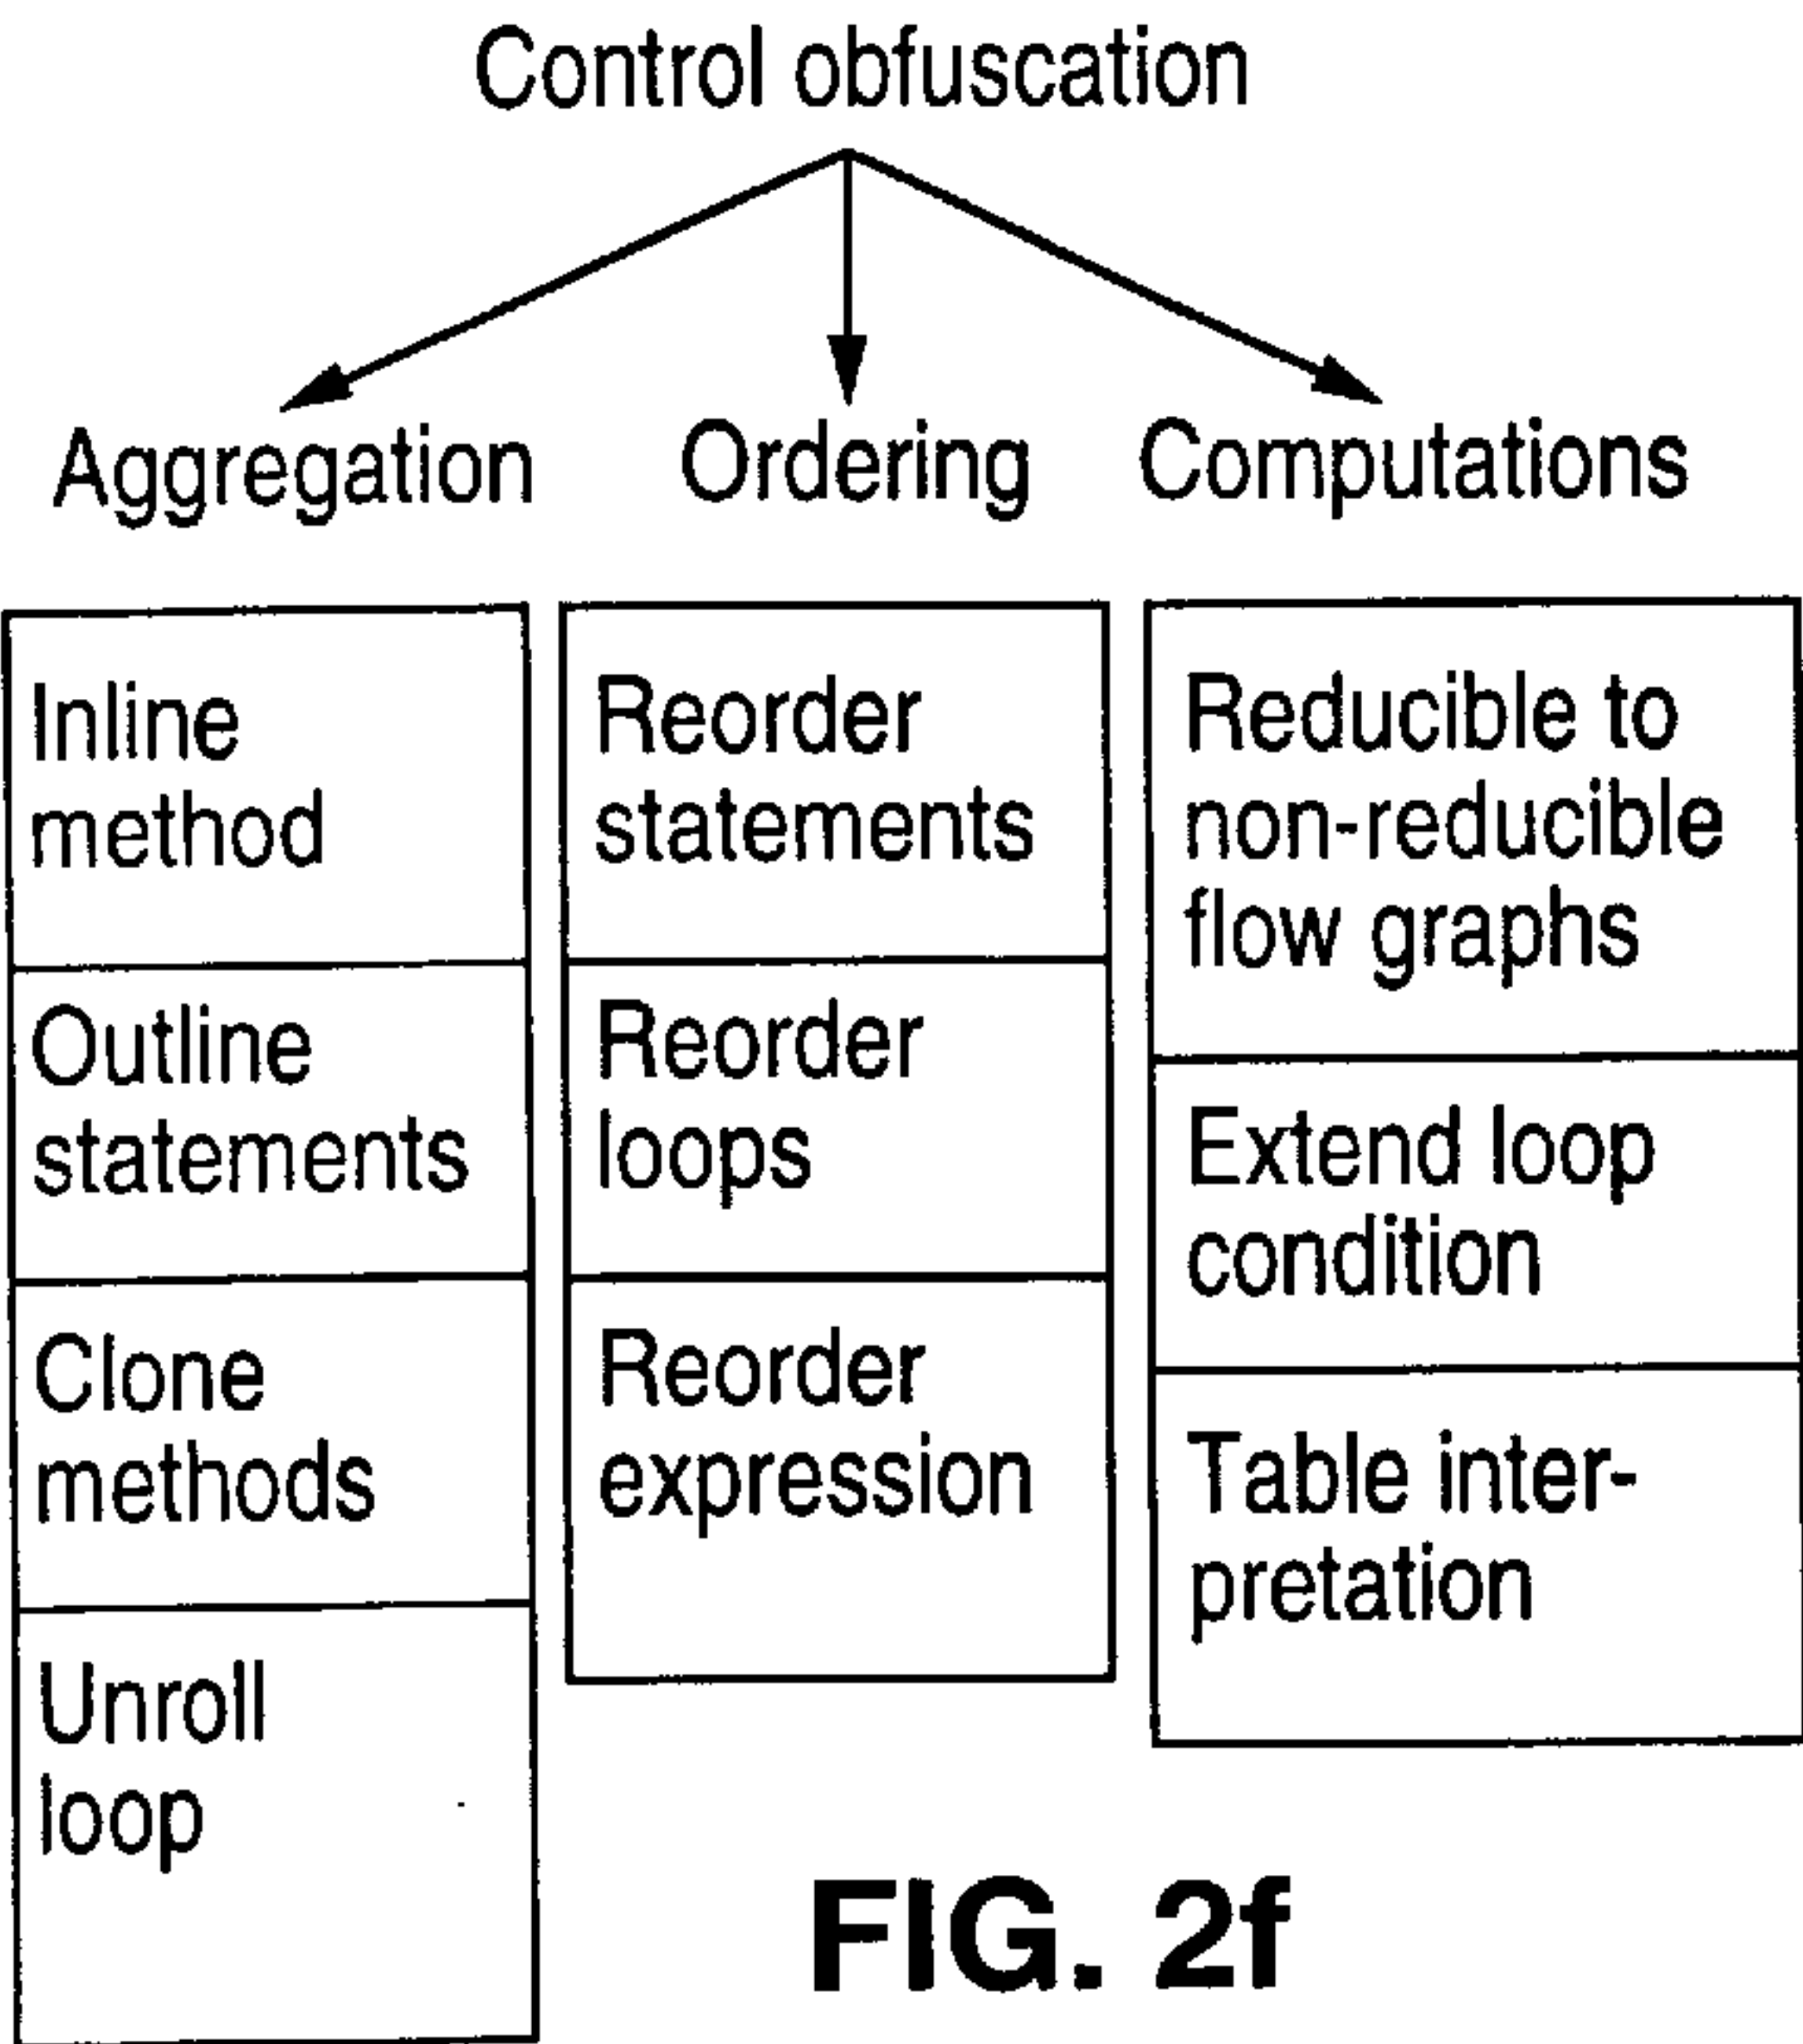 Control obfuscation
Aggregation
Ordering
Computations
Inline
method
Outline
statements
Clone
methods
Unroll
loop
Reorder
statements
Reorder
loops
Reorder
expression
Reducible to
non-reducible
flow graphs
Extend loop
condition
Table inter-
pretation
FIG. 2f